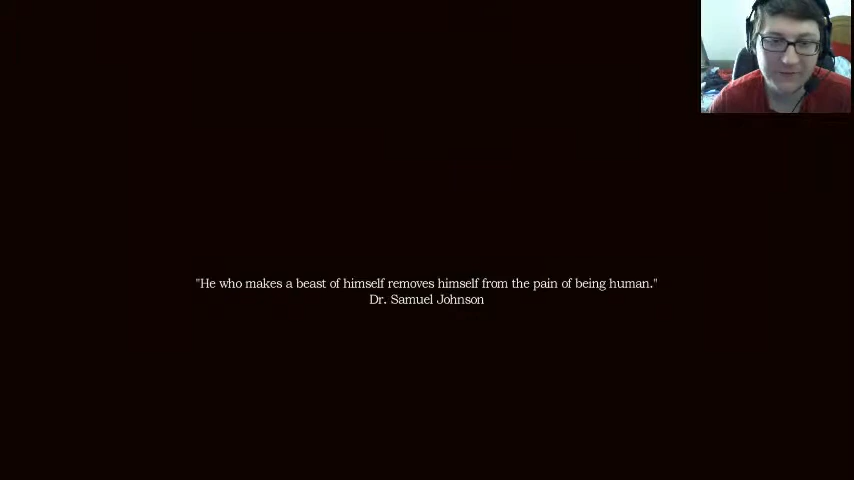 "He who makes a beast of himself removes himself from the pain of being human."
Dr. Samuel Johnson